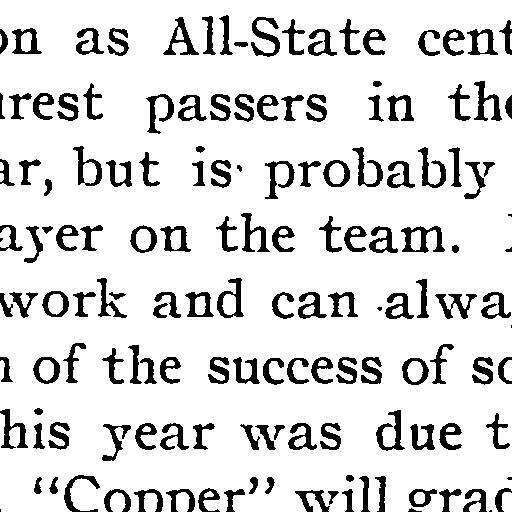 on as All-State cent
urest passers in the
ar, but is probably
ayer on the team.
work and can alwa
of the success of so
his year was due t
"Copper" will grad